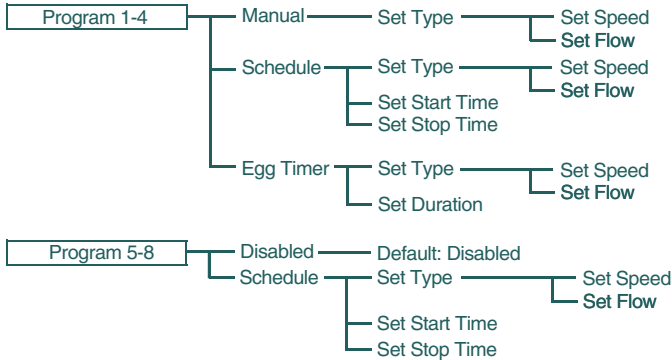 Program 1-4 Manual Set Type Set Speed
Set Flow
Schedule Set Type Set Speed
Set Flow
Set Start Time
Set Stop Time
Egg Timer Set Type Set Speed
Set Flow
Set Duration
Program 5-8 Disabled Default: Disabled
Schedule Set Type Set Speed
Set Flow
Set Start Time
Set Stop Time